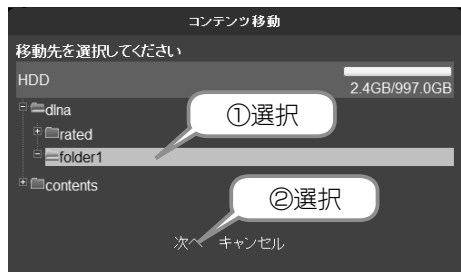 コンテンツ移動
移動先を選択してください
HDD
2.4GB/997.0GB
dlna
①選択
rated
folder1
contents
②選択
次へ キャンセル